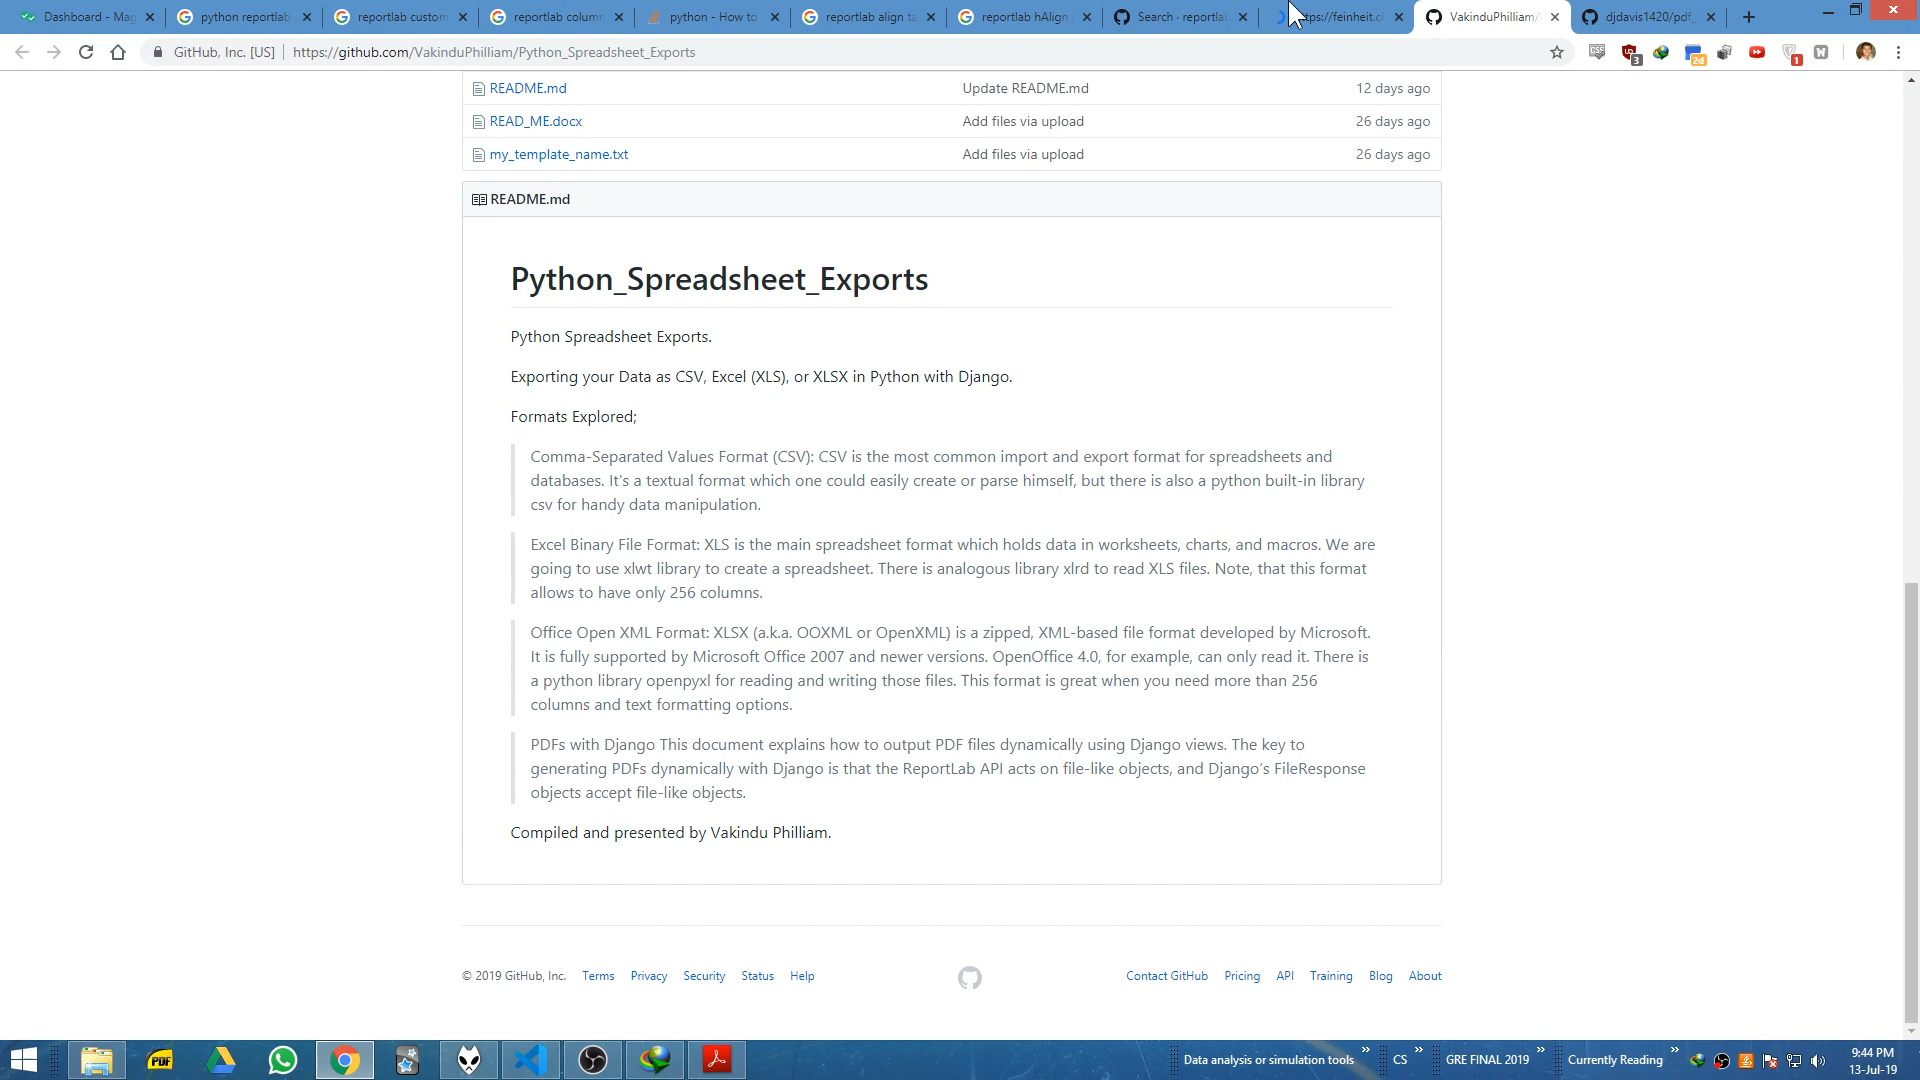 Dashboard - Mag
python reportlab
reportlab custom
reportlab column
python - How to
reportlab align ta
reportlab hAlign
Search · reportlab
ttps://feinheit.c
VakinduPhilliam/
djdavis1420/pdf_
GitHub, Inc. [US]
https://github.com/VakinduPhilliam/Python_Spreadsheet_Exports
README.md Update README.md 12 days ago
READ_ME.docx Add files via upload 26 days ago
my_template_name.txt Add files via upload 26 days ago
README.md
Python_Spreadsheet_Exports
Python Spreadsheet Exports.
Exporting your Data as CSV, Excel (XLS), or XLSX in Python with Django.
Formats Explored;
Comma-Separated Values Format (CSV): CSV is the most common import and export format for spreadsheets and
databases. It's a textual format which one could easily create or parse himself, but there is also a python built-in library
csv for handy data manipulation.
Excel Binary File Format: XLS is the main spreadsheet format which holds data in worksheets, charts, and macros. We are
going to use xlwt library to create a spreadsheet. There is analogous library xlrd to read XLS files. Note, that this format
allows to have only 256 columns.
Office Open XML Format: XLSX (a.k.a. OOXML or OpenXML) is a zipped, XML-based file format developed by Microsoft.
It is fully supported by Microsoft Office 2007 and newer versions. OpenOffice 4.0, for example, can only read it. There is
a python library openpyxl for reading and writing those files. This format is great when you need more than 256
columns and text formatting options.
PDFs with Django This document explains how to output PDF files dynamically using Django views. The key to
generating PDFs dynamically with Django is that the ReportLab API acts on file-like objects, and Django's FileResponse
objects accept file-like objects.
Compiled and presented by Vakindu Philliam.
© 2019 GitHub, Inc. Terms Privacy Security Status Help Contact GitHub Pricing API Training Blog About
Data analysis or simulation tools
CS
GRE FINAL 2019
Currently Reading
9:44 PM
13-Jul-19